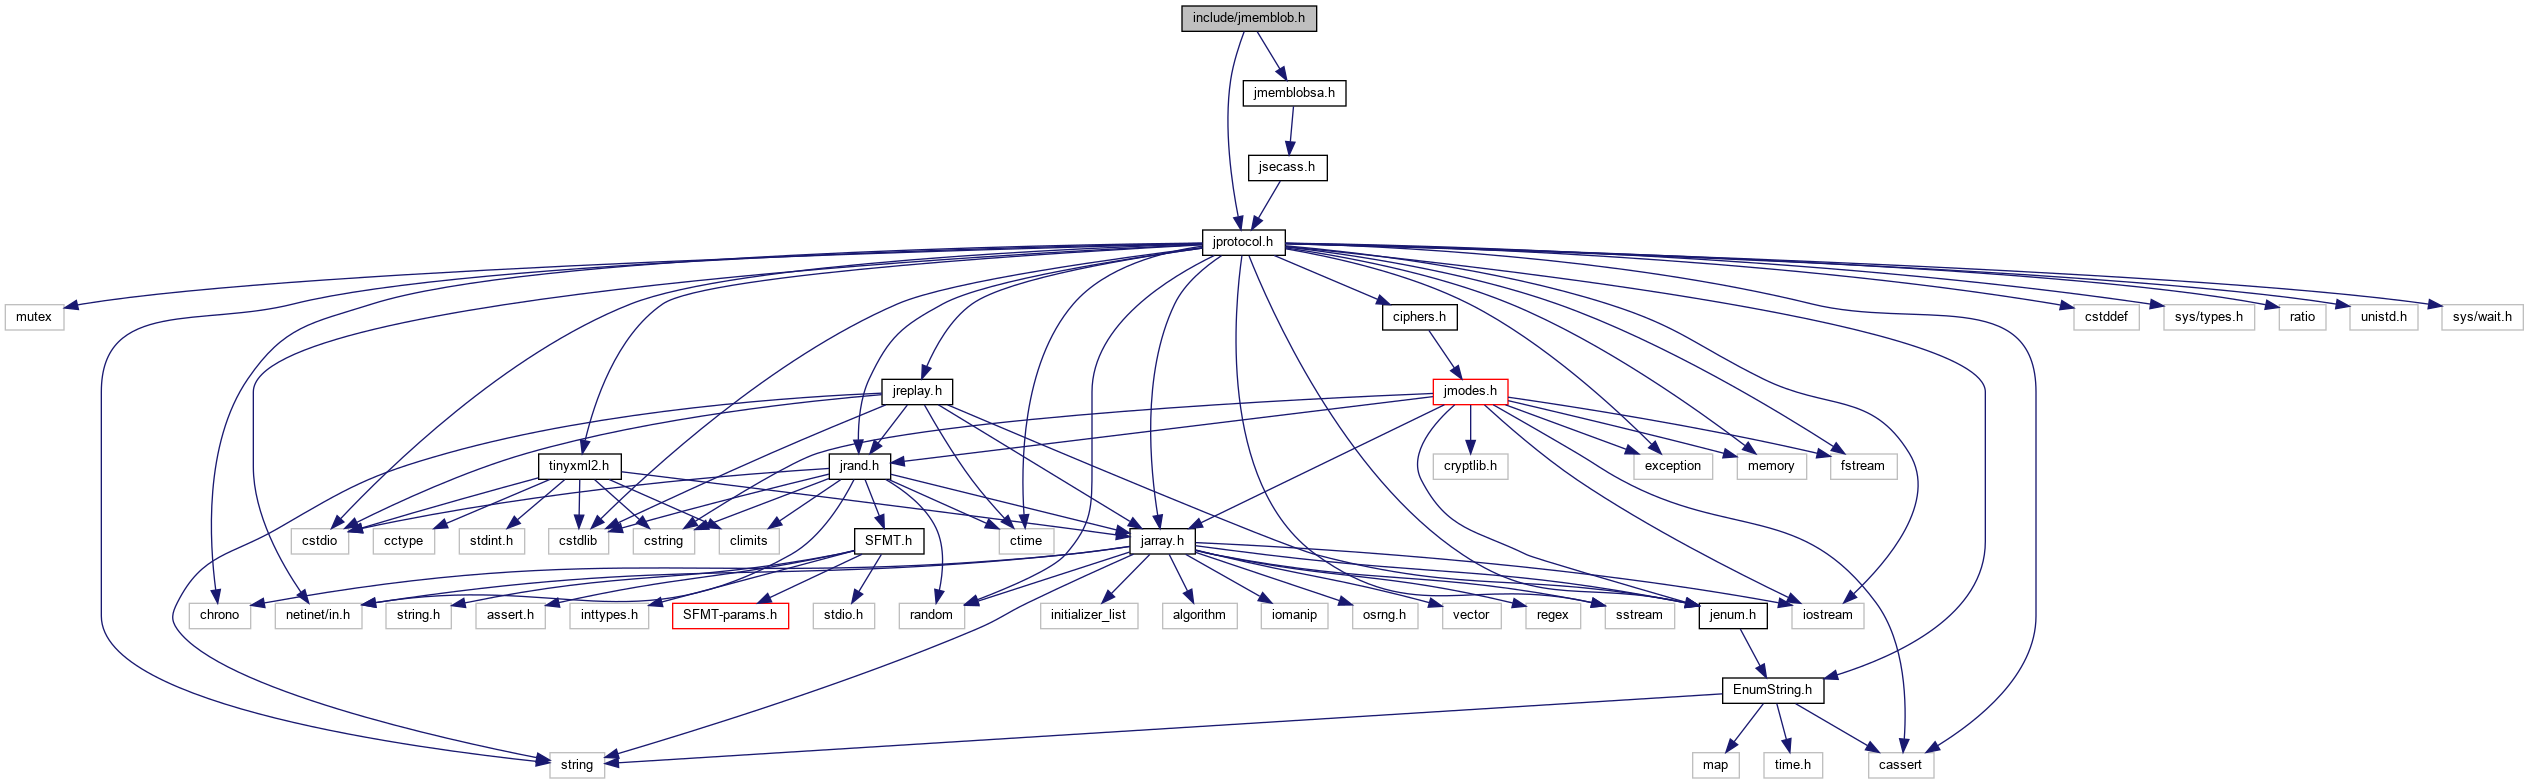 include/jmemblob.h
jmemblobsa.h
jsecass.h
jprotocol.h
mutex
ciphers.h
cstddef
sys/types.h
ratio
unistd.h
sys/wait.h
jreplay.h
jmodes.h
tinyxml2.h
jrand.h
cryptlib.h
exception
memory
fstream
cstdio
cctype
stdint.h
cstdlib
cstring
climits
SFMT.h
ctime
jarray.h
chrono
netinet/in.h
string.h
assert.h
inttypes.h
SFMT-params.h
stdio.h
random
initializer_list
algorithm
iomanip
osrng.h
vector
regex
sstream
jenum.h
iostream
EnumString.h
string
map
time.h
cassert